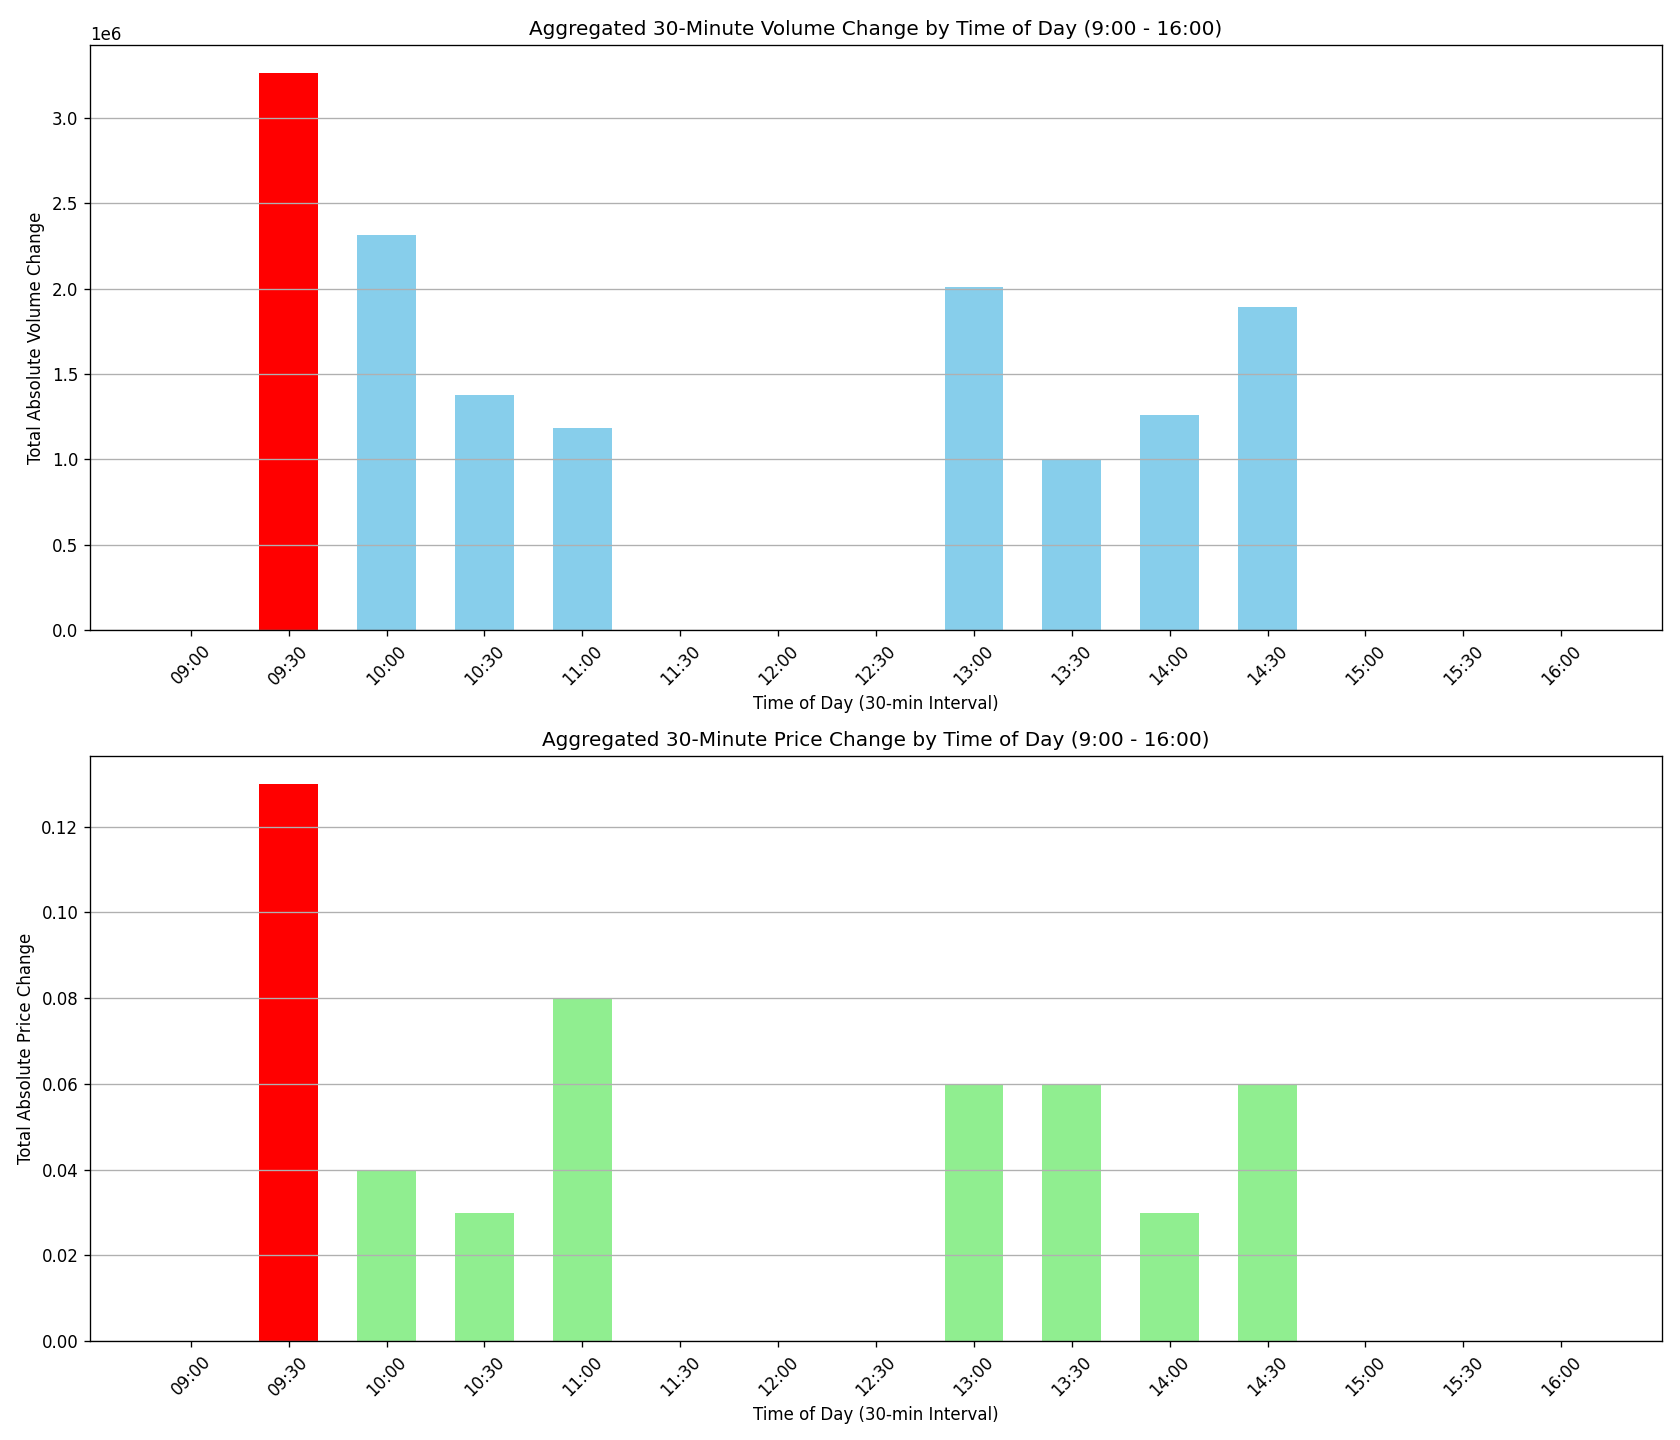 Aggregated 30-Minute Volume Change by Time of Day (9:00 - 16:00)
1e6
3.0
2.5
2.0
1.5
1.0
0.5
0.0
Total Absolute Volume Change
09:00 09:30 10:00 10:30 11:00 11:30 12:00 12:30 13:00 13:30 14:00 14:30 15:00 15:30 16:00
Time of Day (30-min Interval)
Aggregated 30-Minute Price Change by Time of Day (9:00 - 16:00)
0.12
0.10
0.08
0.06
0.04
0.02
0.00
Total Absolute Price Change
09:00 09:30 10:00 10:30 11:00 11:30 12:00 12:30 13:00 13:30 14:00 14:30 15:00 15:30 16:00
Time of Day (30-min Interval)